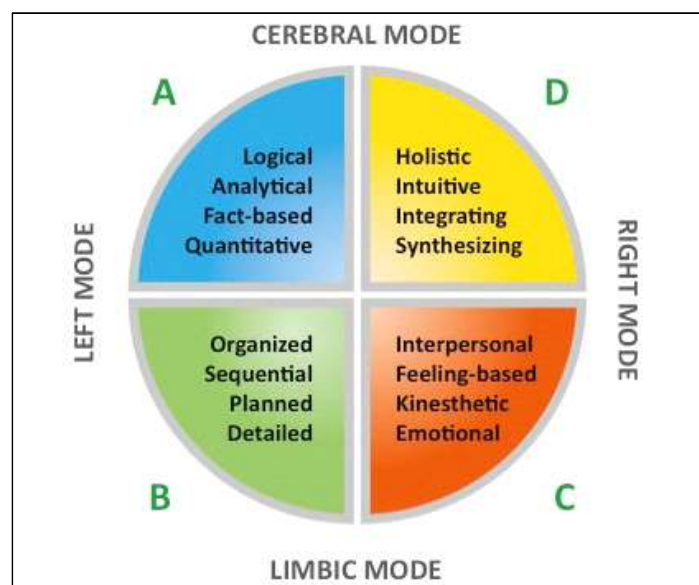 CEREBRAL MODE
A
D
Logical
Analytical
Fact-based
Quantitative
Holistic
Intuitive
Integrating
Synthesizing
LEFT MODE
RIGHT MODE
Organized
Sequential
Planned
Detailed
Interpersonal
Feeling-based
Kinesthetic
Emotional
B
C
LIMBIC MODE